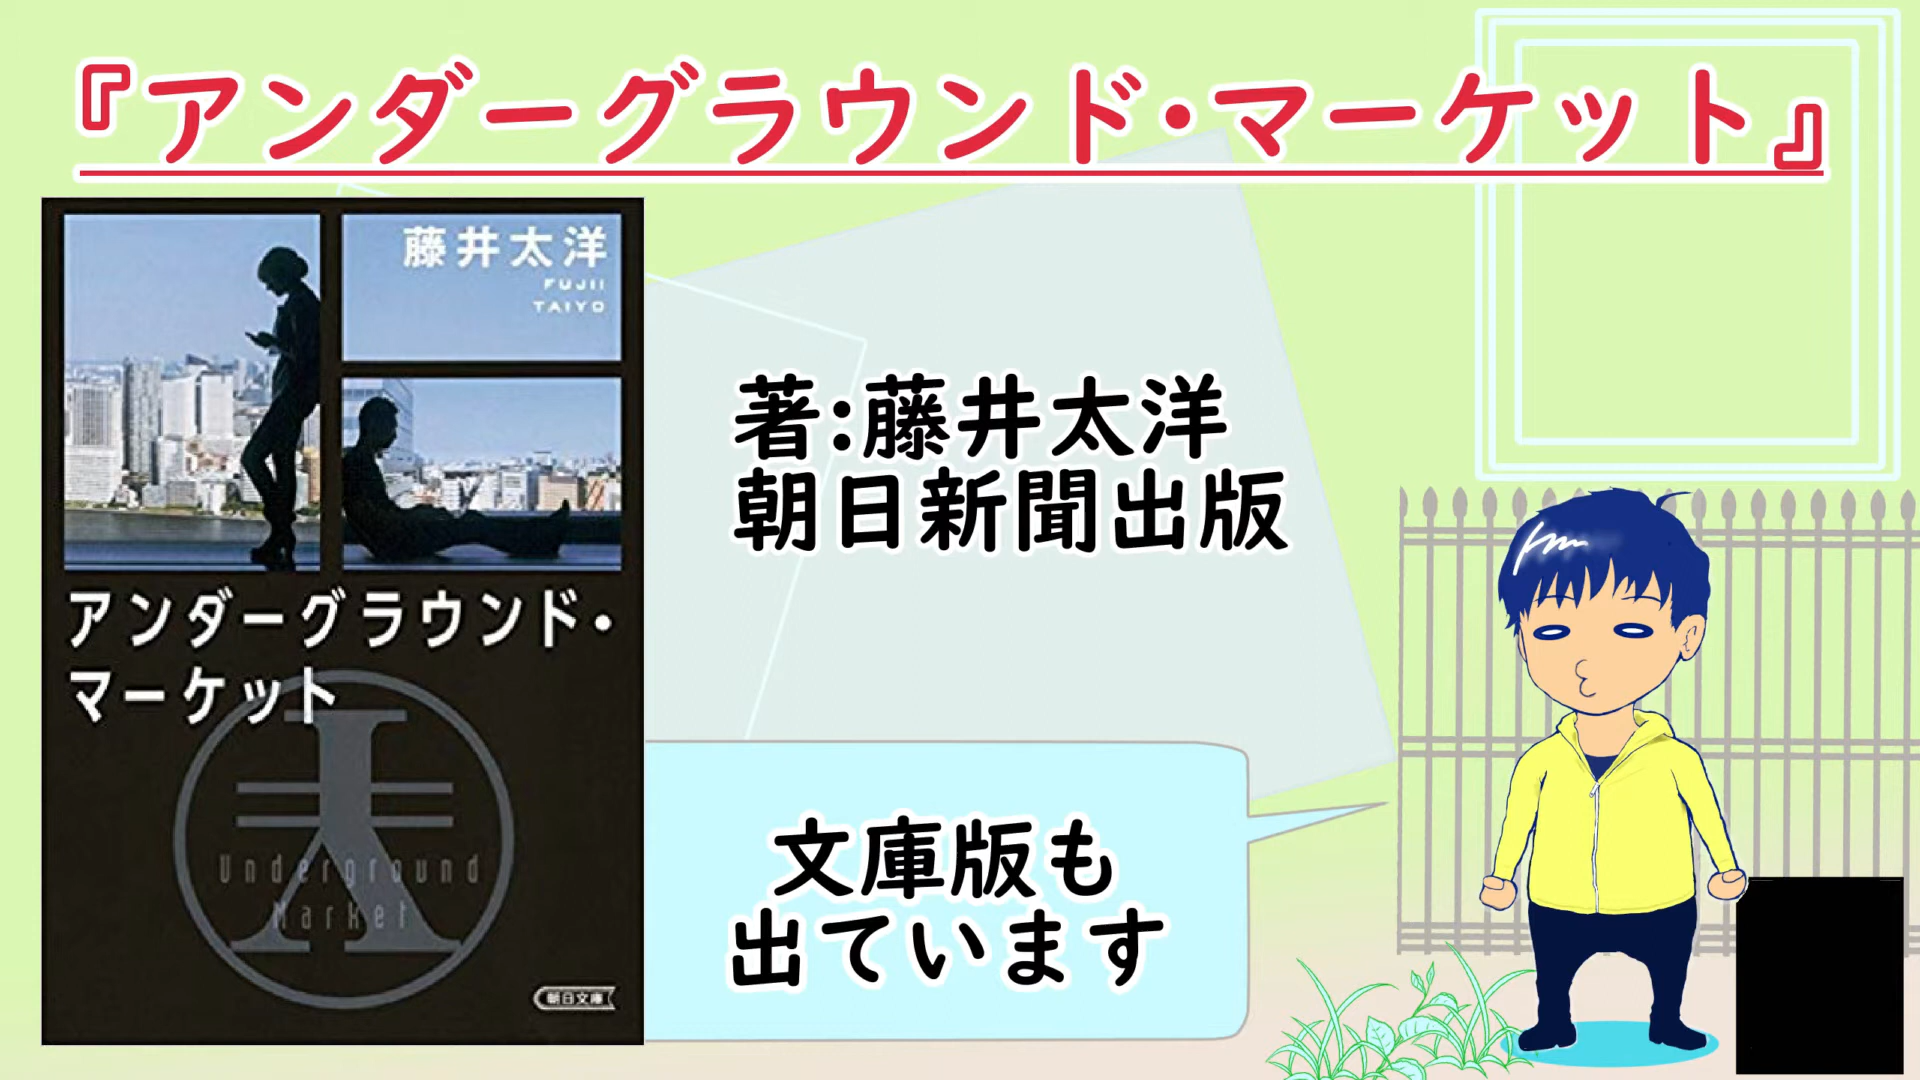 『アンダーグラウンド・マーケット』
藤井太洋
FUJII
TAIYO
アンダーグラウンド・
マーケット
Underground
Market
朝日文庫
著:藤井太洋
朝日新聞出版
文庫版も
出ています